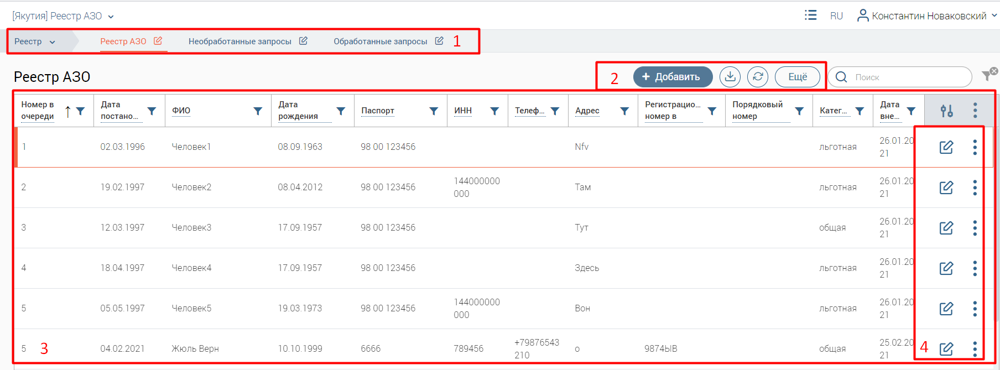 [Якутия] Реестр АЗО RU Константин Новаковский
Реестр Реестр АЗО Необработанные запросы Обработанные запросы 1
Реестр АЗО 2 + Добавить Ещё Поиск
Номер в очереди Дата постано... ФИО Дата рождения Паспорт ИНН Телеф... Адрес Регистрацио... номер в Порядковый номер Катег... Дата вне...
1 02.03.1996 Человек1 08.09.1963 98 00 123456 Nfv льготная 26.01.20
21
2 19.02.1997 Человек2 08.04.2012 98 00 123456 144000000 Там льготная 26.01.20
000 21
3 12.03.1997 Человек3 17.09.1957 98 00 123456 Тут общая 26.01.20
21
4 18.04.1997 Человек4 17.09.1957 98 00 123456 Здесь льготная 26.01.20
21
5 05.05.1997 Человек5 19.03.1973 98 00 123456 144000000 Вон льготная 26.01.20
000 21
5 3 04.02.2021 Жюль Верн 10.10.1999 6666 789456 +79876543 о 9874ЫВ общая 25.02.20 4
210 21